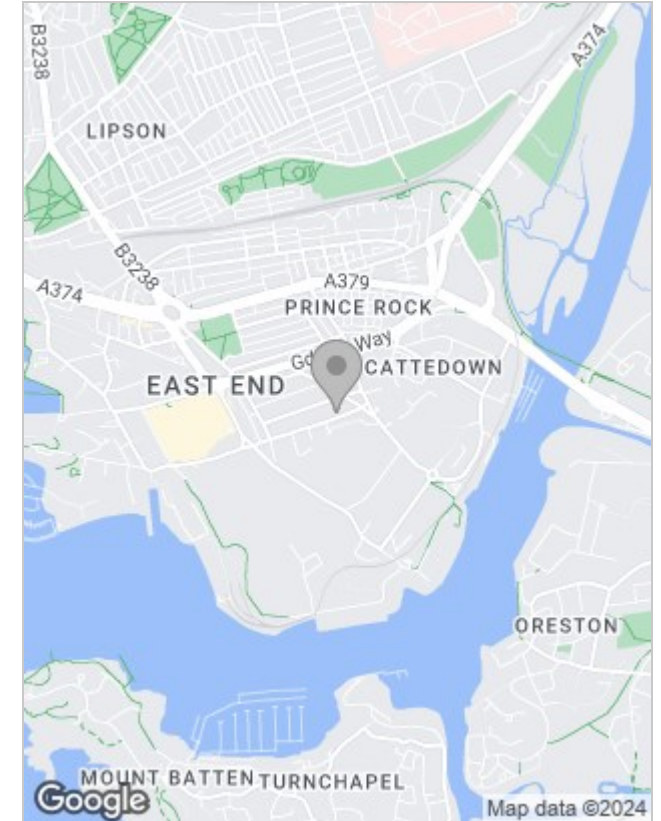 B3238
A374
LIPSON
B3238
A374
A379
PRINCE ROCK
Way
CATTEDOWN
EAST END
ORESTON
MOUNT BATTEN
TURNCHAPEL
Google
Map data ©2024